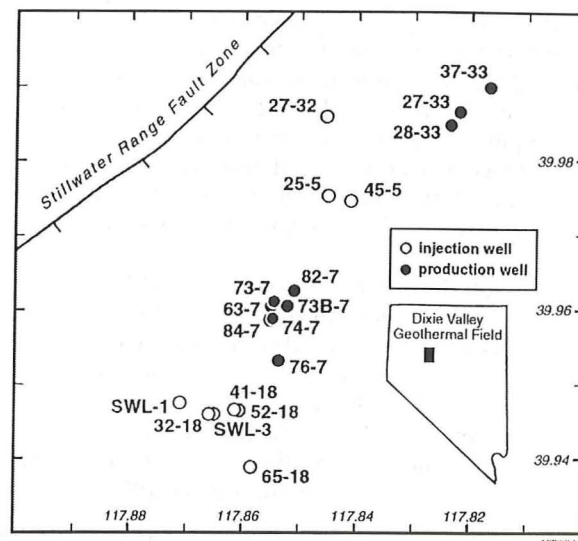 37-33
27-32
27-33
28-33
Stillwater Range Fault Zone
39.98
25-5
45-5
injection well
production well
82-7
73-7
63-7
73B-7
84-7
74-7
39.96
Dixie Valley
Geothermal Field
76-7
41-18
SWL-1
52-18
32-18
SWL-3
39.94
65-18
117.88
117.86
117.84
117.82